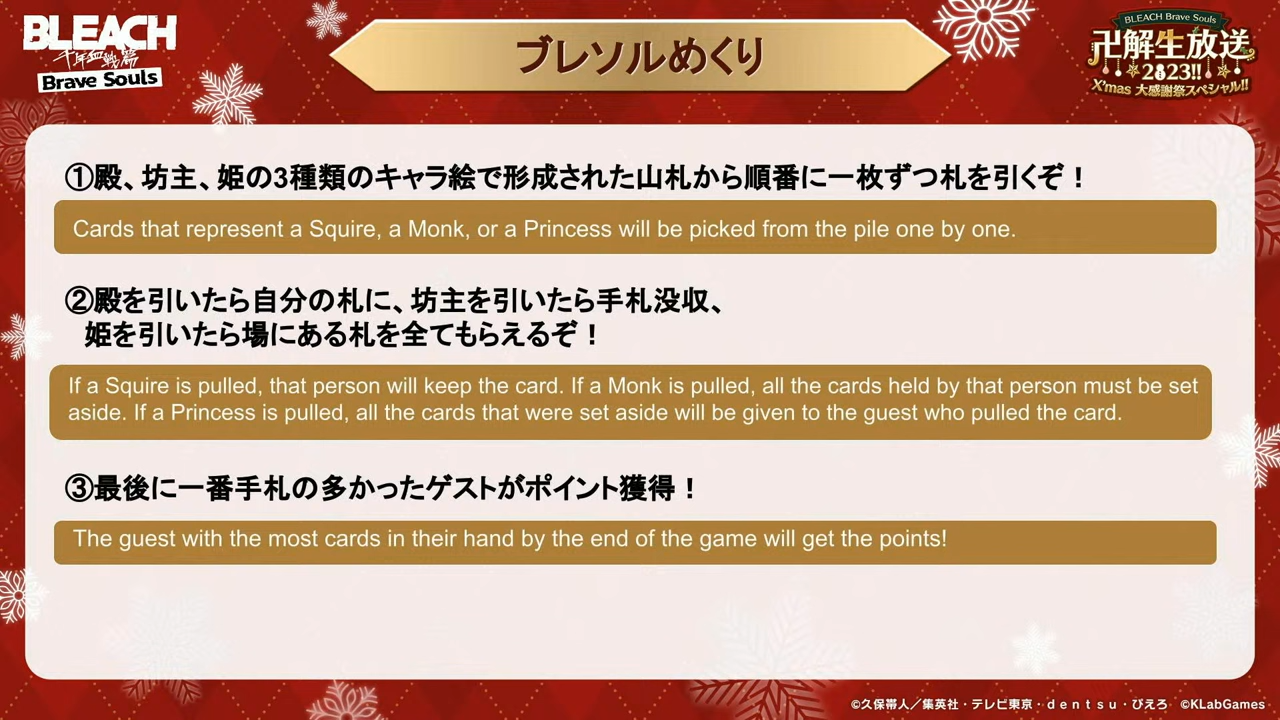 BLEACH
千年血戦篇
Brave Souls
ブレソルめくり
BLEACH Brave Souls
卍解生放送
2023!!
X'mas 大感謝祭スペシャル!!
①殿、坊主、姫の3種類のキャラ絵で形成された山札から順番に一枚ずつ札を引くぞ！
Cards that represent a Squire, a Monk, or a Princess will be picked from the pile one by one.
②殿を引いたら自分の札に、坊主を引いたら手札没収、
姫を引いたら場にある札を全てもらえるぞ！
If a Squire is pulled, that person will keep the card. If a Monk is pulled, all the cards held by that person must be set
aside. If a Princess is pulled, all the cards that were set aside will be given to the guest who pulled the card.
③最後に一番手札の多かったゲストがポイント獲得！
The guest with the most cards in their hand by the end of the game will get the points!
©久保帯人／集英社・テレビ東京・ｄｅｎｔｓｕ・ぴえろ ©KLabGames